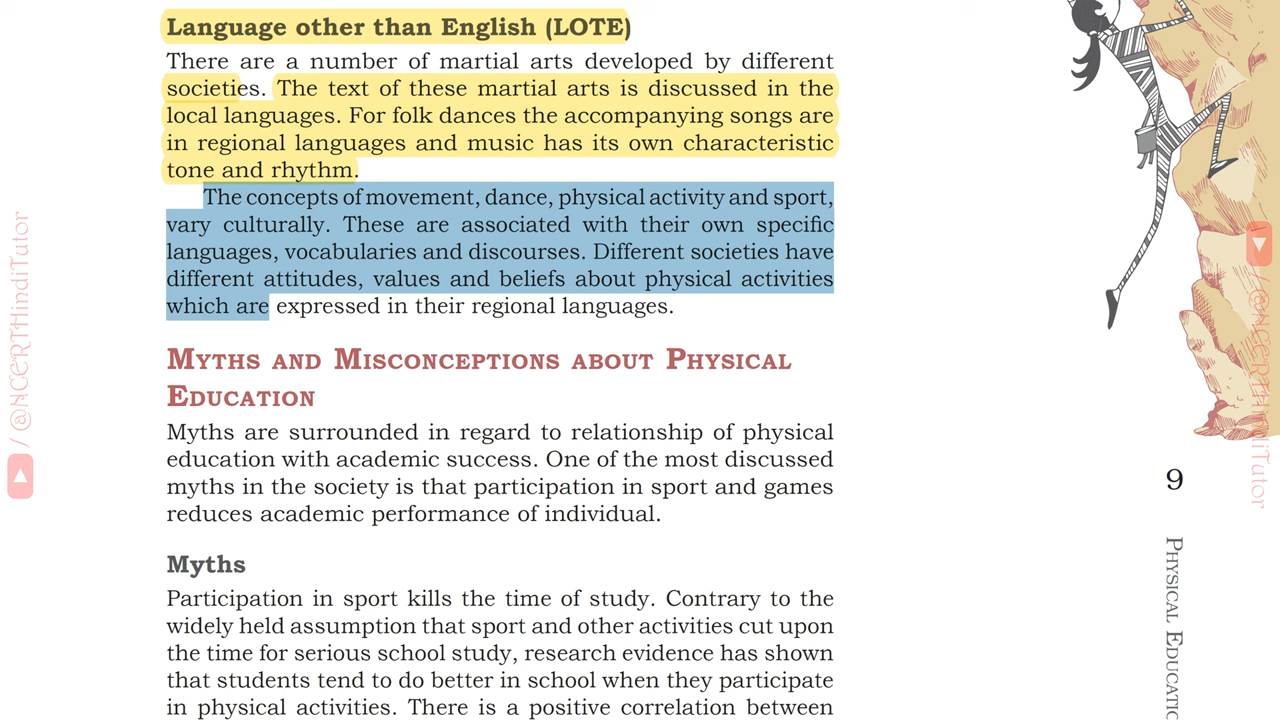 Language other than English (LOTE)
There are a number of martial arts developed by different
societies. The text of these martial arts is discussed in the
local languages. For folk dances the accompanying songs are
in regional languages and music has its own characteristic
tone and rhythm.
The concepts of movement, dance, physical activity and sport,
vary culturally. These are associated with their own specific
languages, vocabularies and discourses. Different societies have
different attitudes, values and beliefs about physical activities
which are expressed in their regional languages.
MYTHS AND MISCONCEPTIONS ABOUT PHYSICAL
EDUCATION
Myths are surrounded in regard to relationship of physical
education with academic success. One of the most discussed
myths in the society is that participation in sport and games
reduces academic performance of individual.
Myths
Participation in sport kills the time of study. Contrary to the
widely held assumption that sport and other activities cut upon
the time for serious school study, research evidence has shown
that students tend to do better in school when they participate
in physical activities. There is a positive correlation between
9
PHYSICAL EDUCATIO
/ @NCERTHindiTutor
/ @NCERTHindiTutor